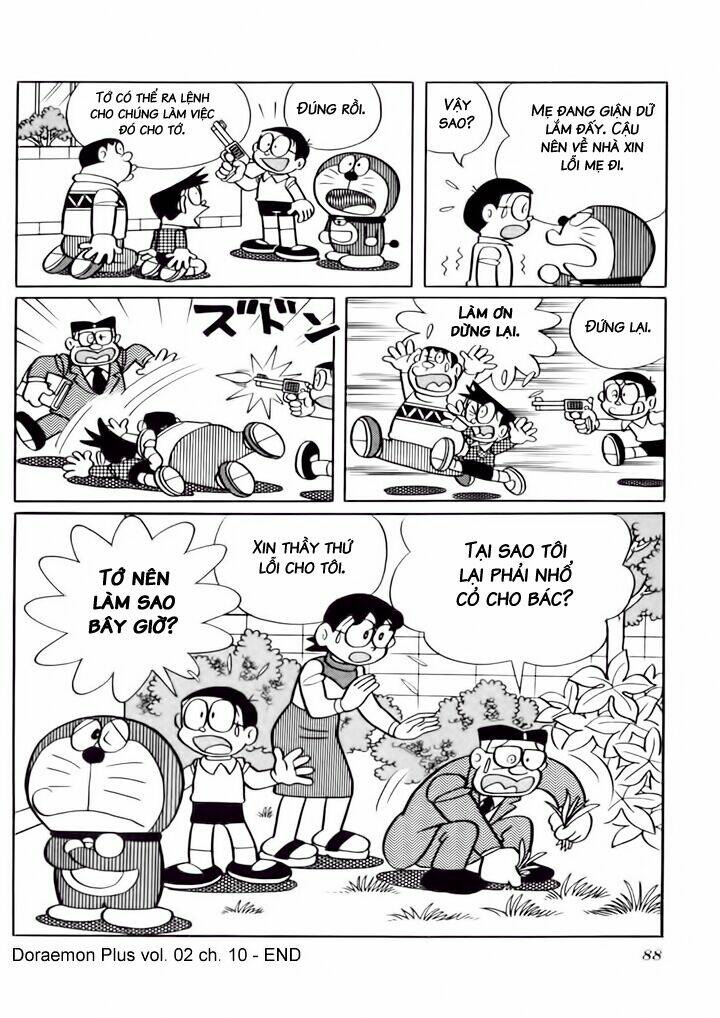 TỚ CÓ THỂ RA LỆNH
CHO CHÚNG LÀM VIỆC
ĐÓ CHO TỚ.
ĐÚNG RỒI.
VẬY
SAO?
MẸ ĐANG GIẬN DỮ
LẮM ĐẤY. CẬU
NÊN VỀ NHÀ XIN
LỖI MẸ ĐI.
ズドン
LÀM ƠN
DỪNG LẠI.
ĐỨNG LẠI.
TỚ NÊN
LÀM SAO
BÂY GIỜ?
XIN THẦY THỨ
LỖI CHO TÔI.
TẠI SAO TÔI
LẠI PHẢI NHỔ
CỎ CHO BÁC?
Doraemon Plus vol. 02 ch. 10 - END
88